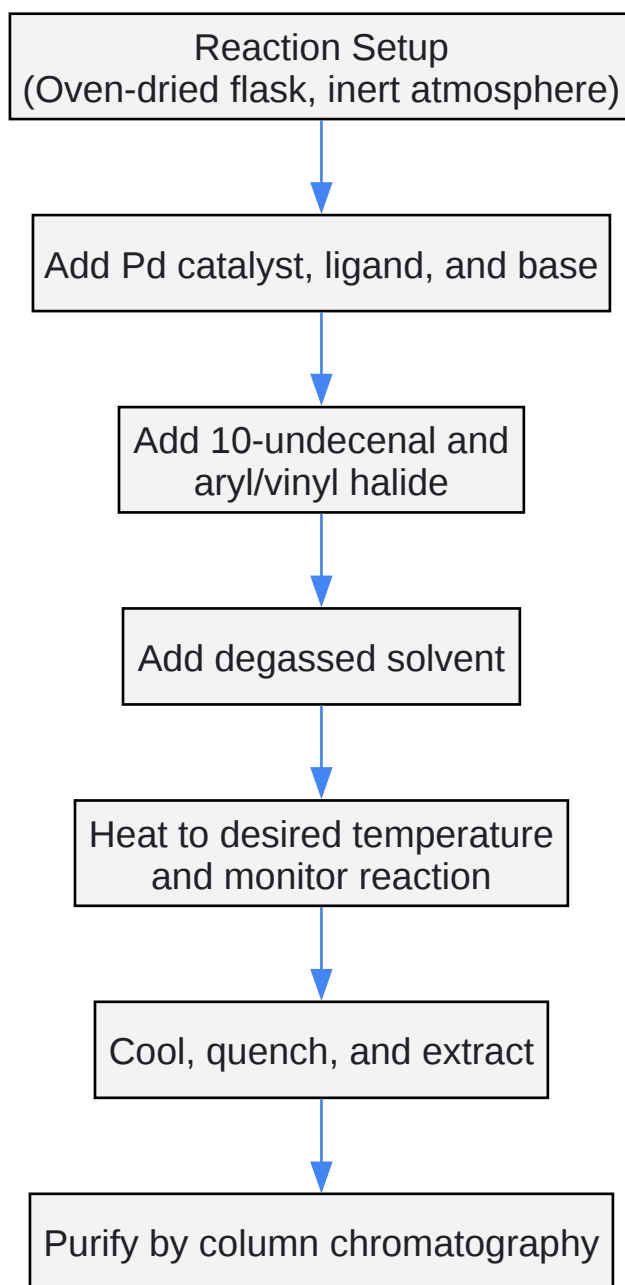 Reaction Setup
(Oven-dried flask, inert atmosphere)
Add Pd catalyst, ligand, and base
Add 10-undecenal and
aryl/vinyl halide
Add degassed solvent
Heat to desired temperature
and monitor reaction
Cool, quench, and extract
Purify by column chromatography